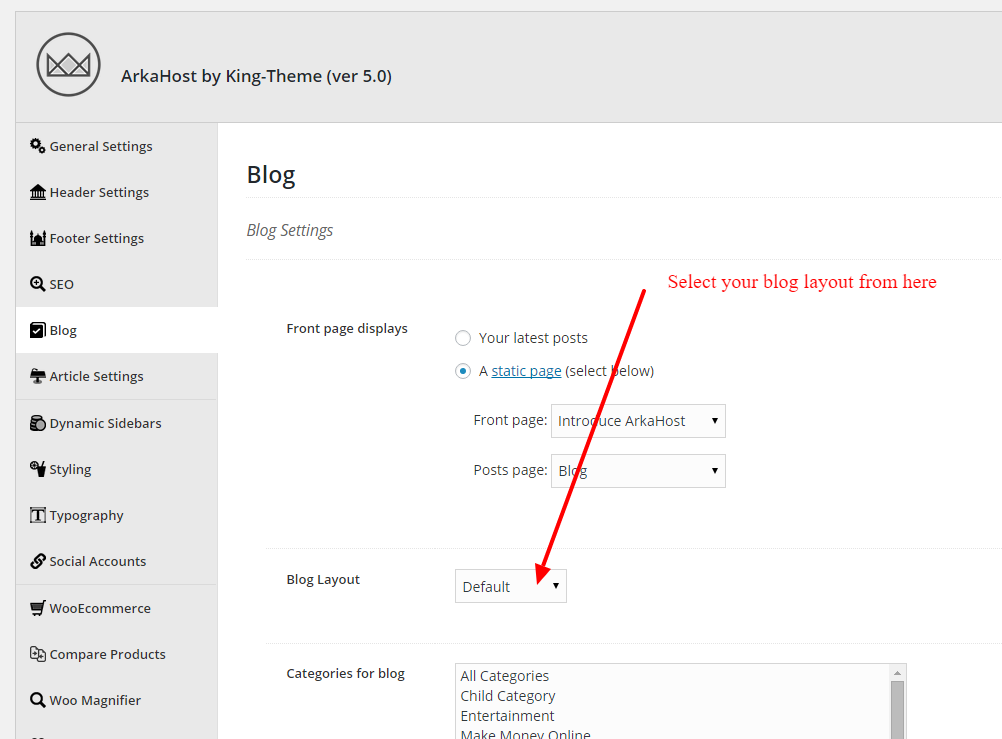 ArkaHost by King-Theme (ver 5.0)
General Settings
Header Settings
Footer Settings
SEO
Blog
Article Settings
Dynamic Sidebars
Styling
Typography
Social Accounts
WooEcommerce
Compare Products
Woo Magnifier
Blog
Blog Settings
Select your blog layout from here
Front page displays
Your latest posts
A static page (select below)
Front page: Introduce ArkaHost
Posts page: Blog
Blog Layout
Default
Categories for blog
All Categories
Child Category
Entertainment
Make Money Online